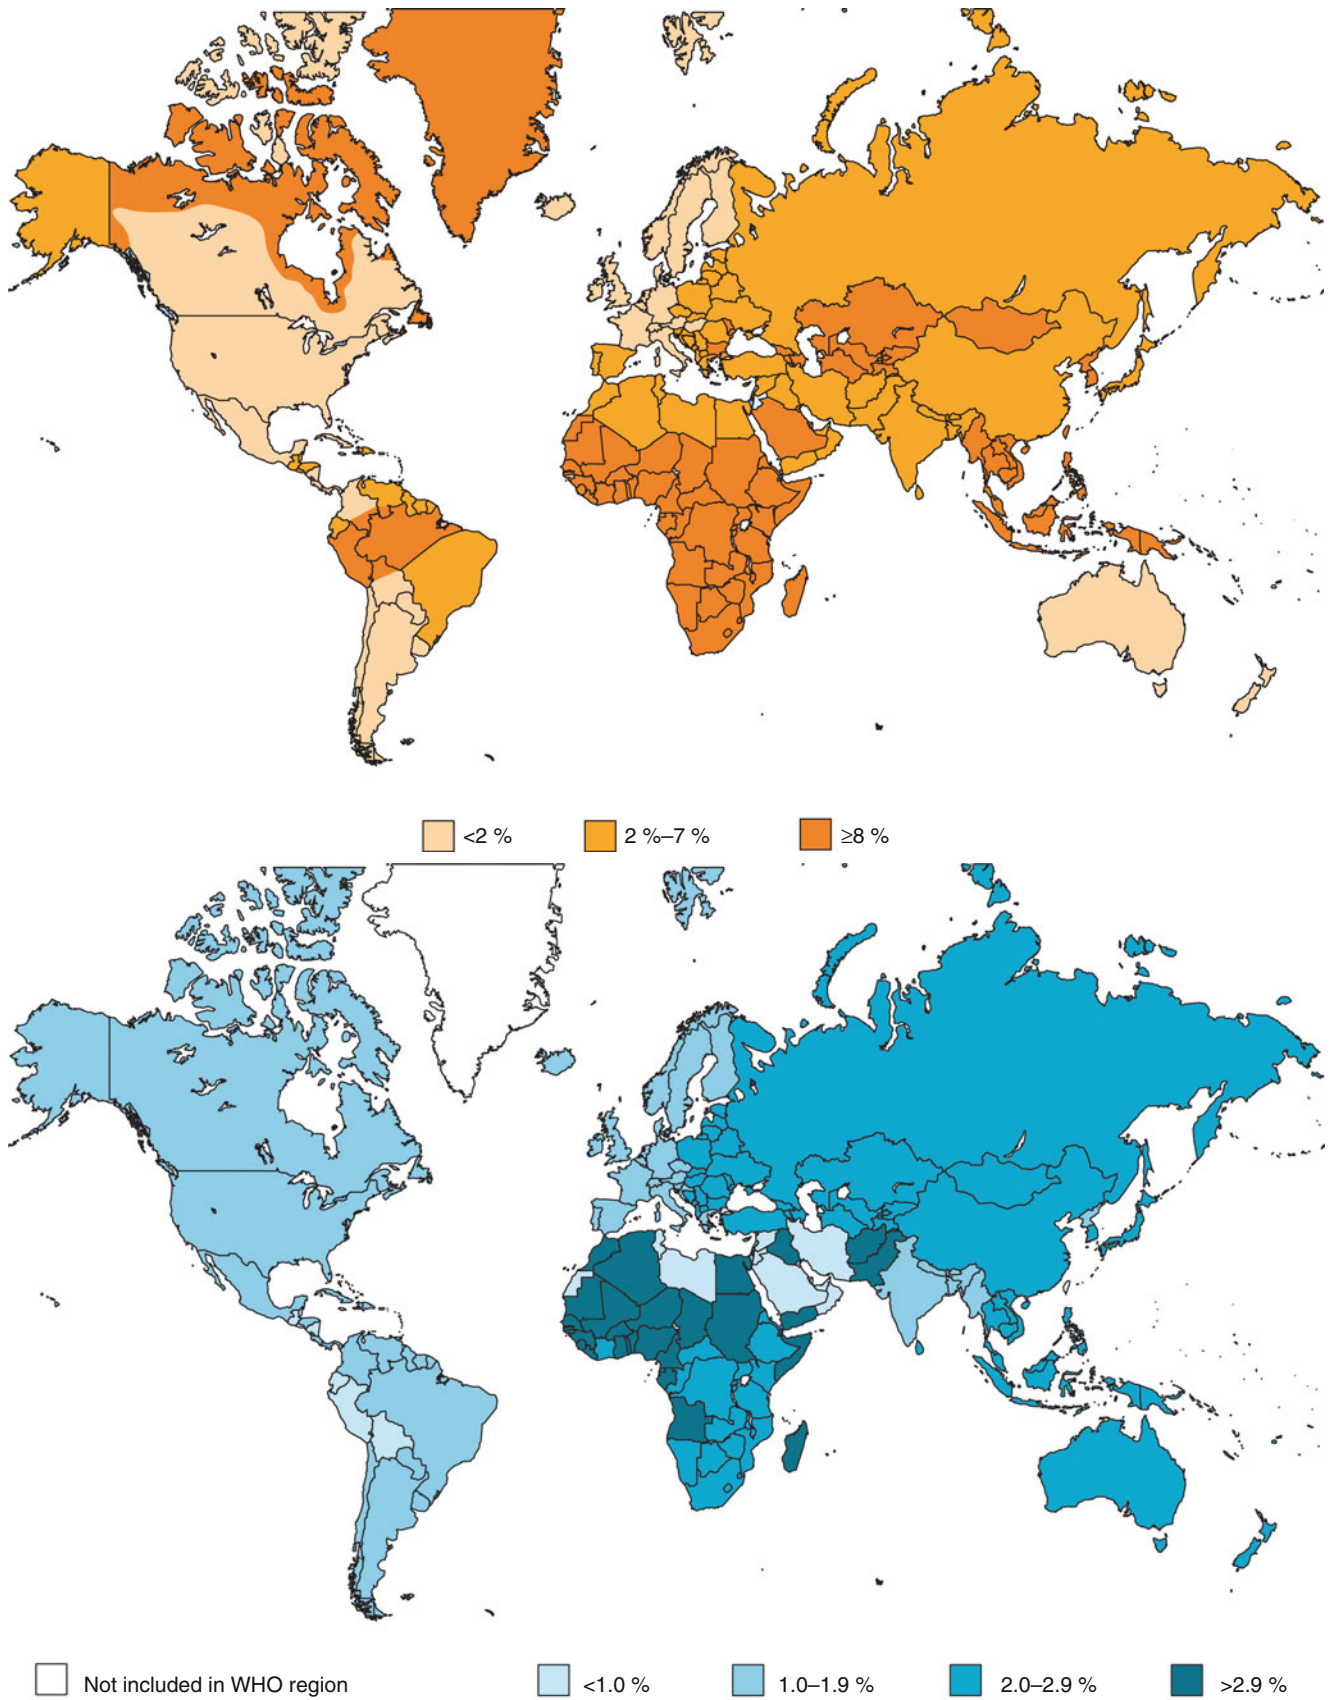 <2 % 2 %–7 % ≥8 %
Not included in WHO region <1.0 % 1.0–1.9 % 2.0–2.9 % >2.9 %